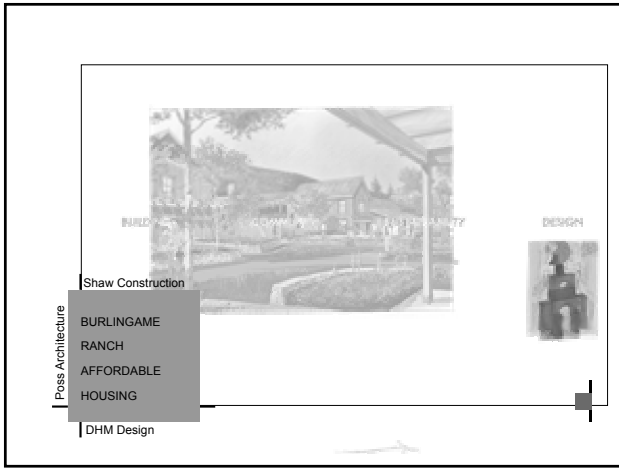 DESIGN
Shaw Construction
Poss Architecture
BURLINGAME
RANCH
AFFORDABLE
HOUSING
DHM Design